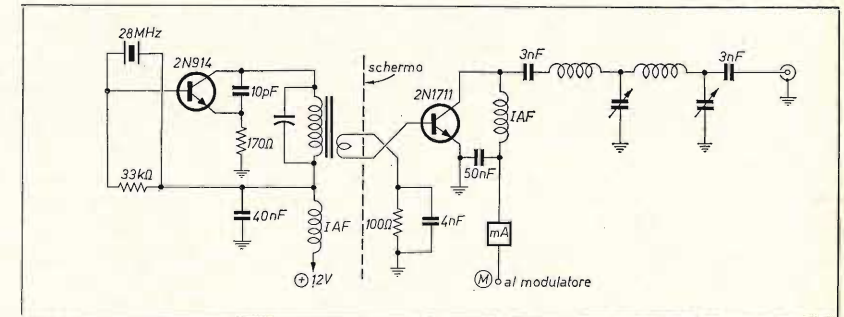 28MHz
2N914
10pF
170Ω
33kΩ
40nF
IAF
⊕ 12V
schermo
100Ω
4nF
2N1711
50nF
IAF
mA
M al modulatore
3nF
3nF